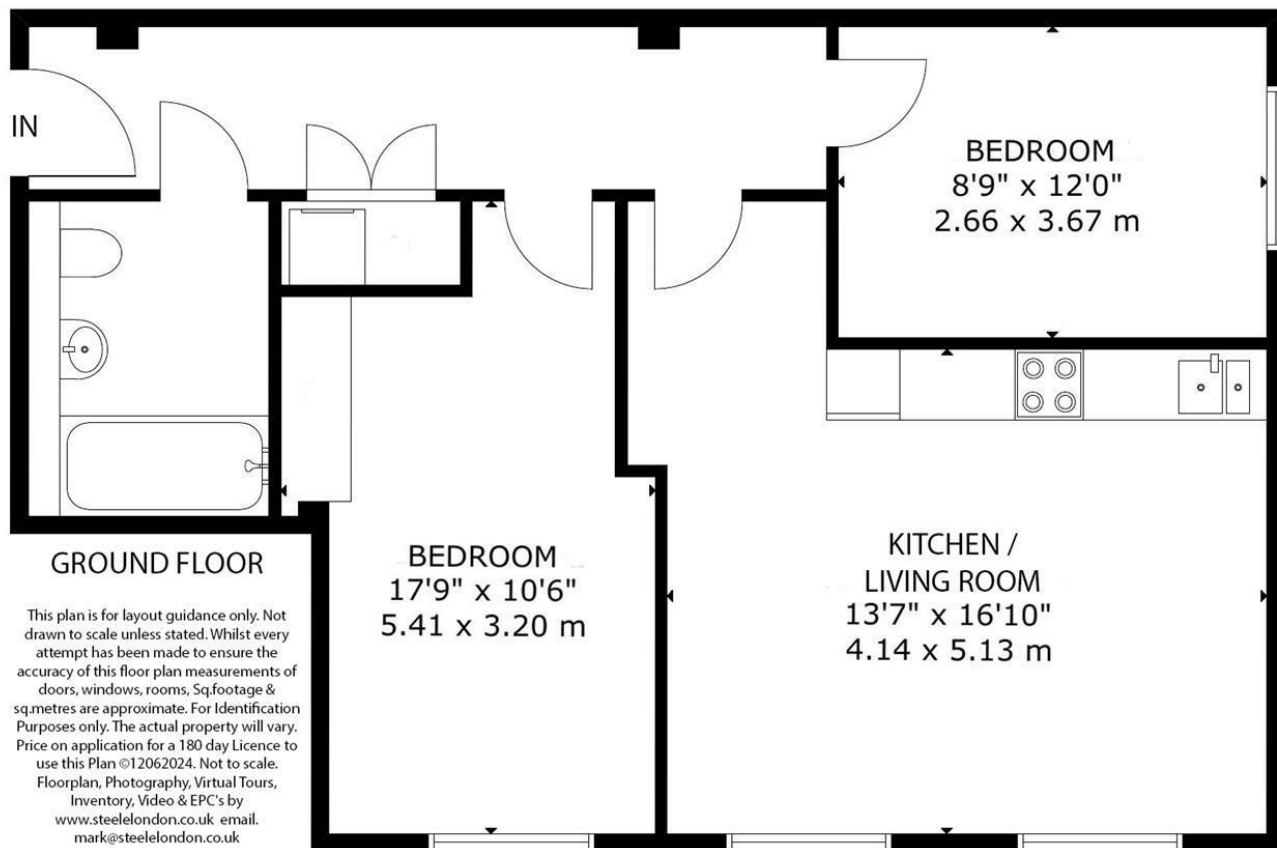 IN
BEDROOM
8'9" x 12'0"
2.66 x 3.67 m
GROUND FLOOR
This plan is for layout guidance only. Not
drawn to scale unless stated. Whilst every
attempt has been made to ensure the
accuracy of this floor plan measurements of
doors, windows, rooms, Sq.footage &
sq.metres are approximate. For Identification
Purposes only. The actual property will vary.
Price on application for a 180 day Licence to
use this Plan ©12062024. Not to scale.
Floorplan, Photography, Virtual Tours,
Inventory, Video & EPC's by
www.steelelondon.co.uk email.
mark@steelelondon.co.uk
BEDROOM
17'9" x 10'6"
5.41 x 3.20 m
KITCHEN /
LIVING ROOM
13'7" x 16'10"
4.14 x 5.13 m